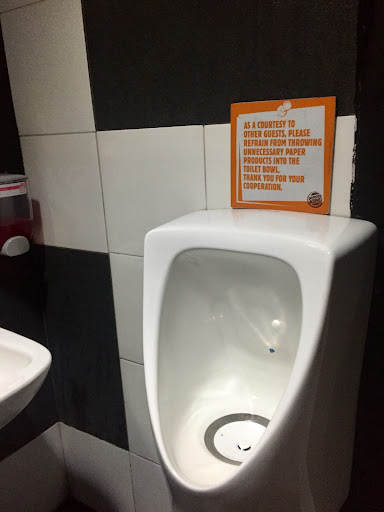 AS A COURTESY TO
OTHER GUESTS, PLEASE
REFRAIN FROM THROWING
UNNECESSARY PAPER
PRODUCTS INTO THE
TOILET BOWL.
THANK YOU FOR YOUR
COOPERATION.